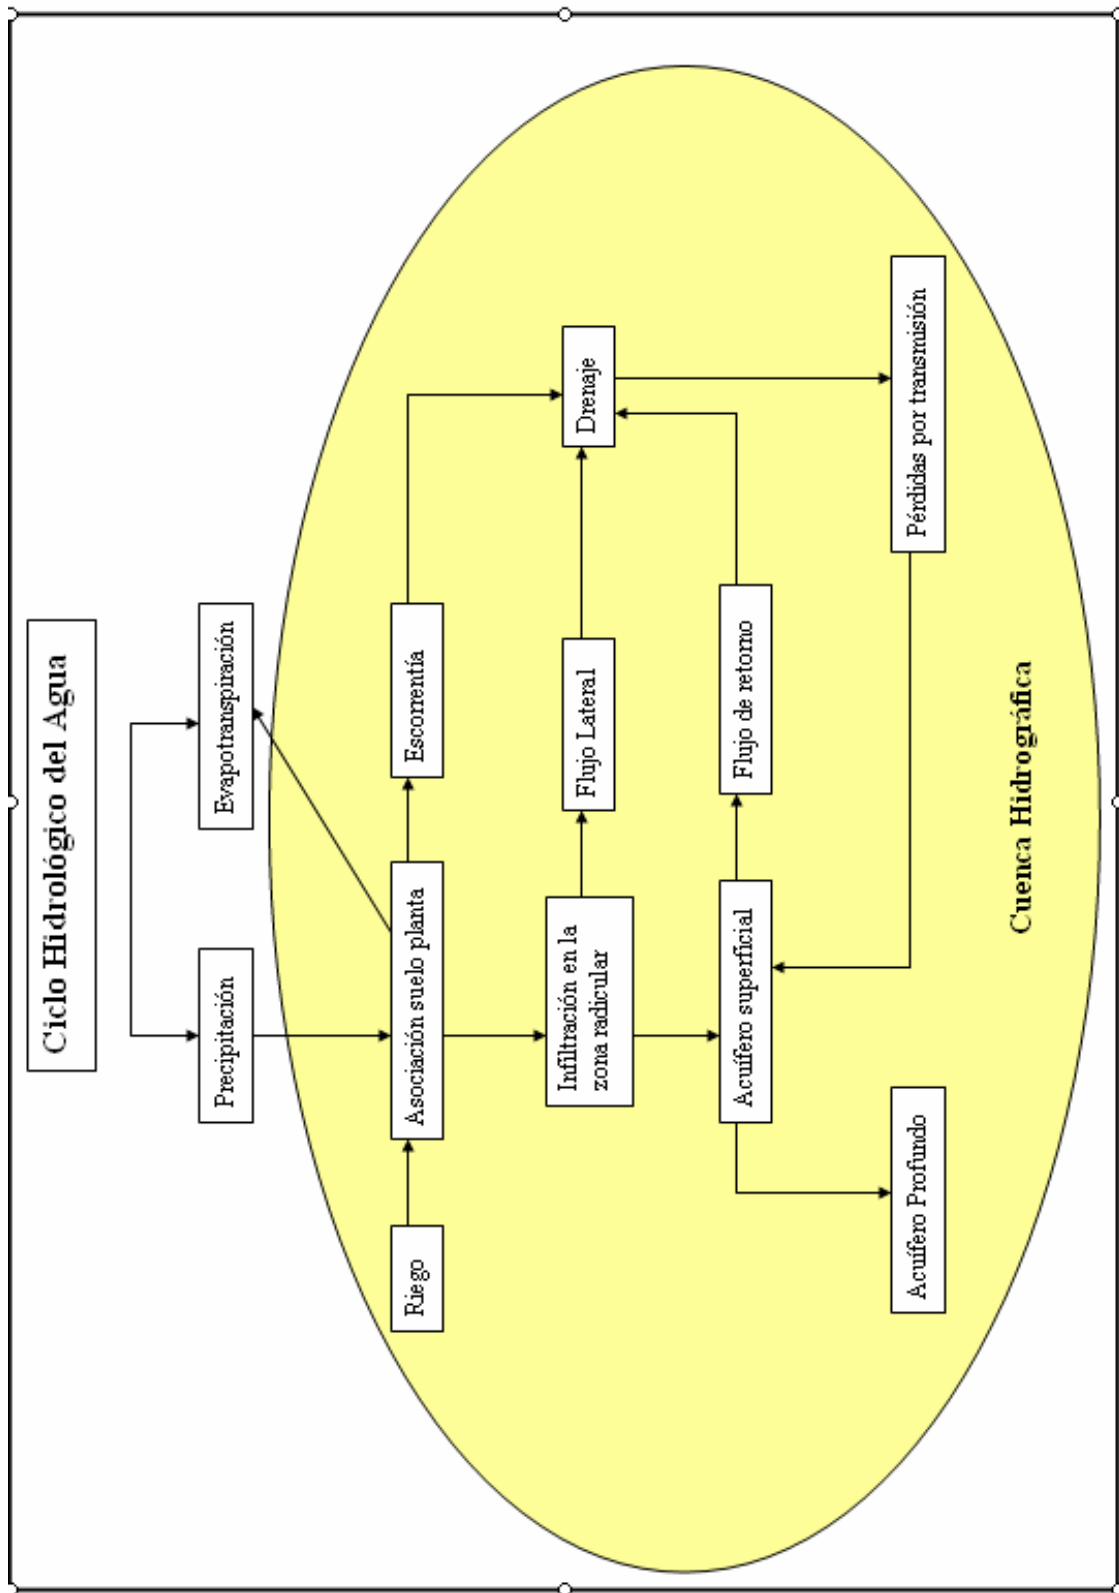 Ciclo Hidrológico del Agua
Precipitación
Evapotranspiración
Riego
Asociación suelo planta
Escorrentía
Infiltración en la
zona radicular
Flujo Lateral
Drenaje
Acuífero superficial
Flujo de retorno
Acuífero Profundo
Pérdidas por transmisión
Cuenca Hidrográfica